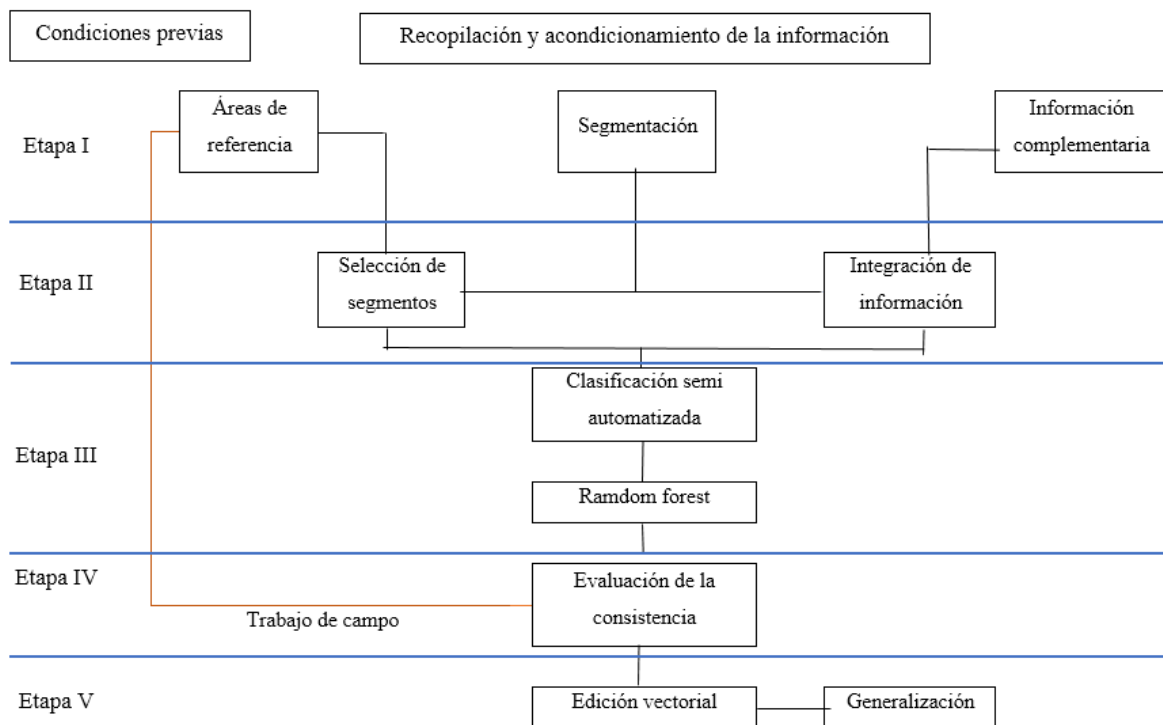 Condiciones previas
Recopilación y acondicionamiento de la información
Etapa I
Áreas de
referencia
Segmentación
Información
complementaria
Etapa II
Selección de
segmentos
Integración de
información
Etapa III
Clasificación semi
automatizada
Ramdom forest
Etapa IV
Evaluación de la
consistencia
Trabajo de campo
Etapa V
Edición vectorial
Generalización